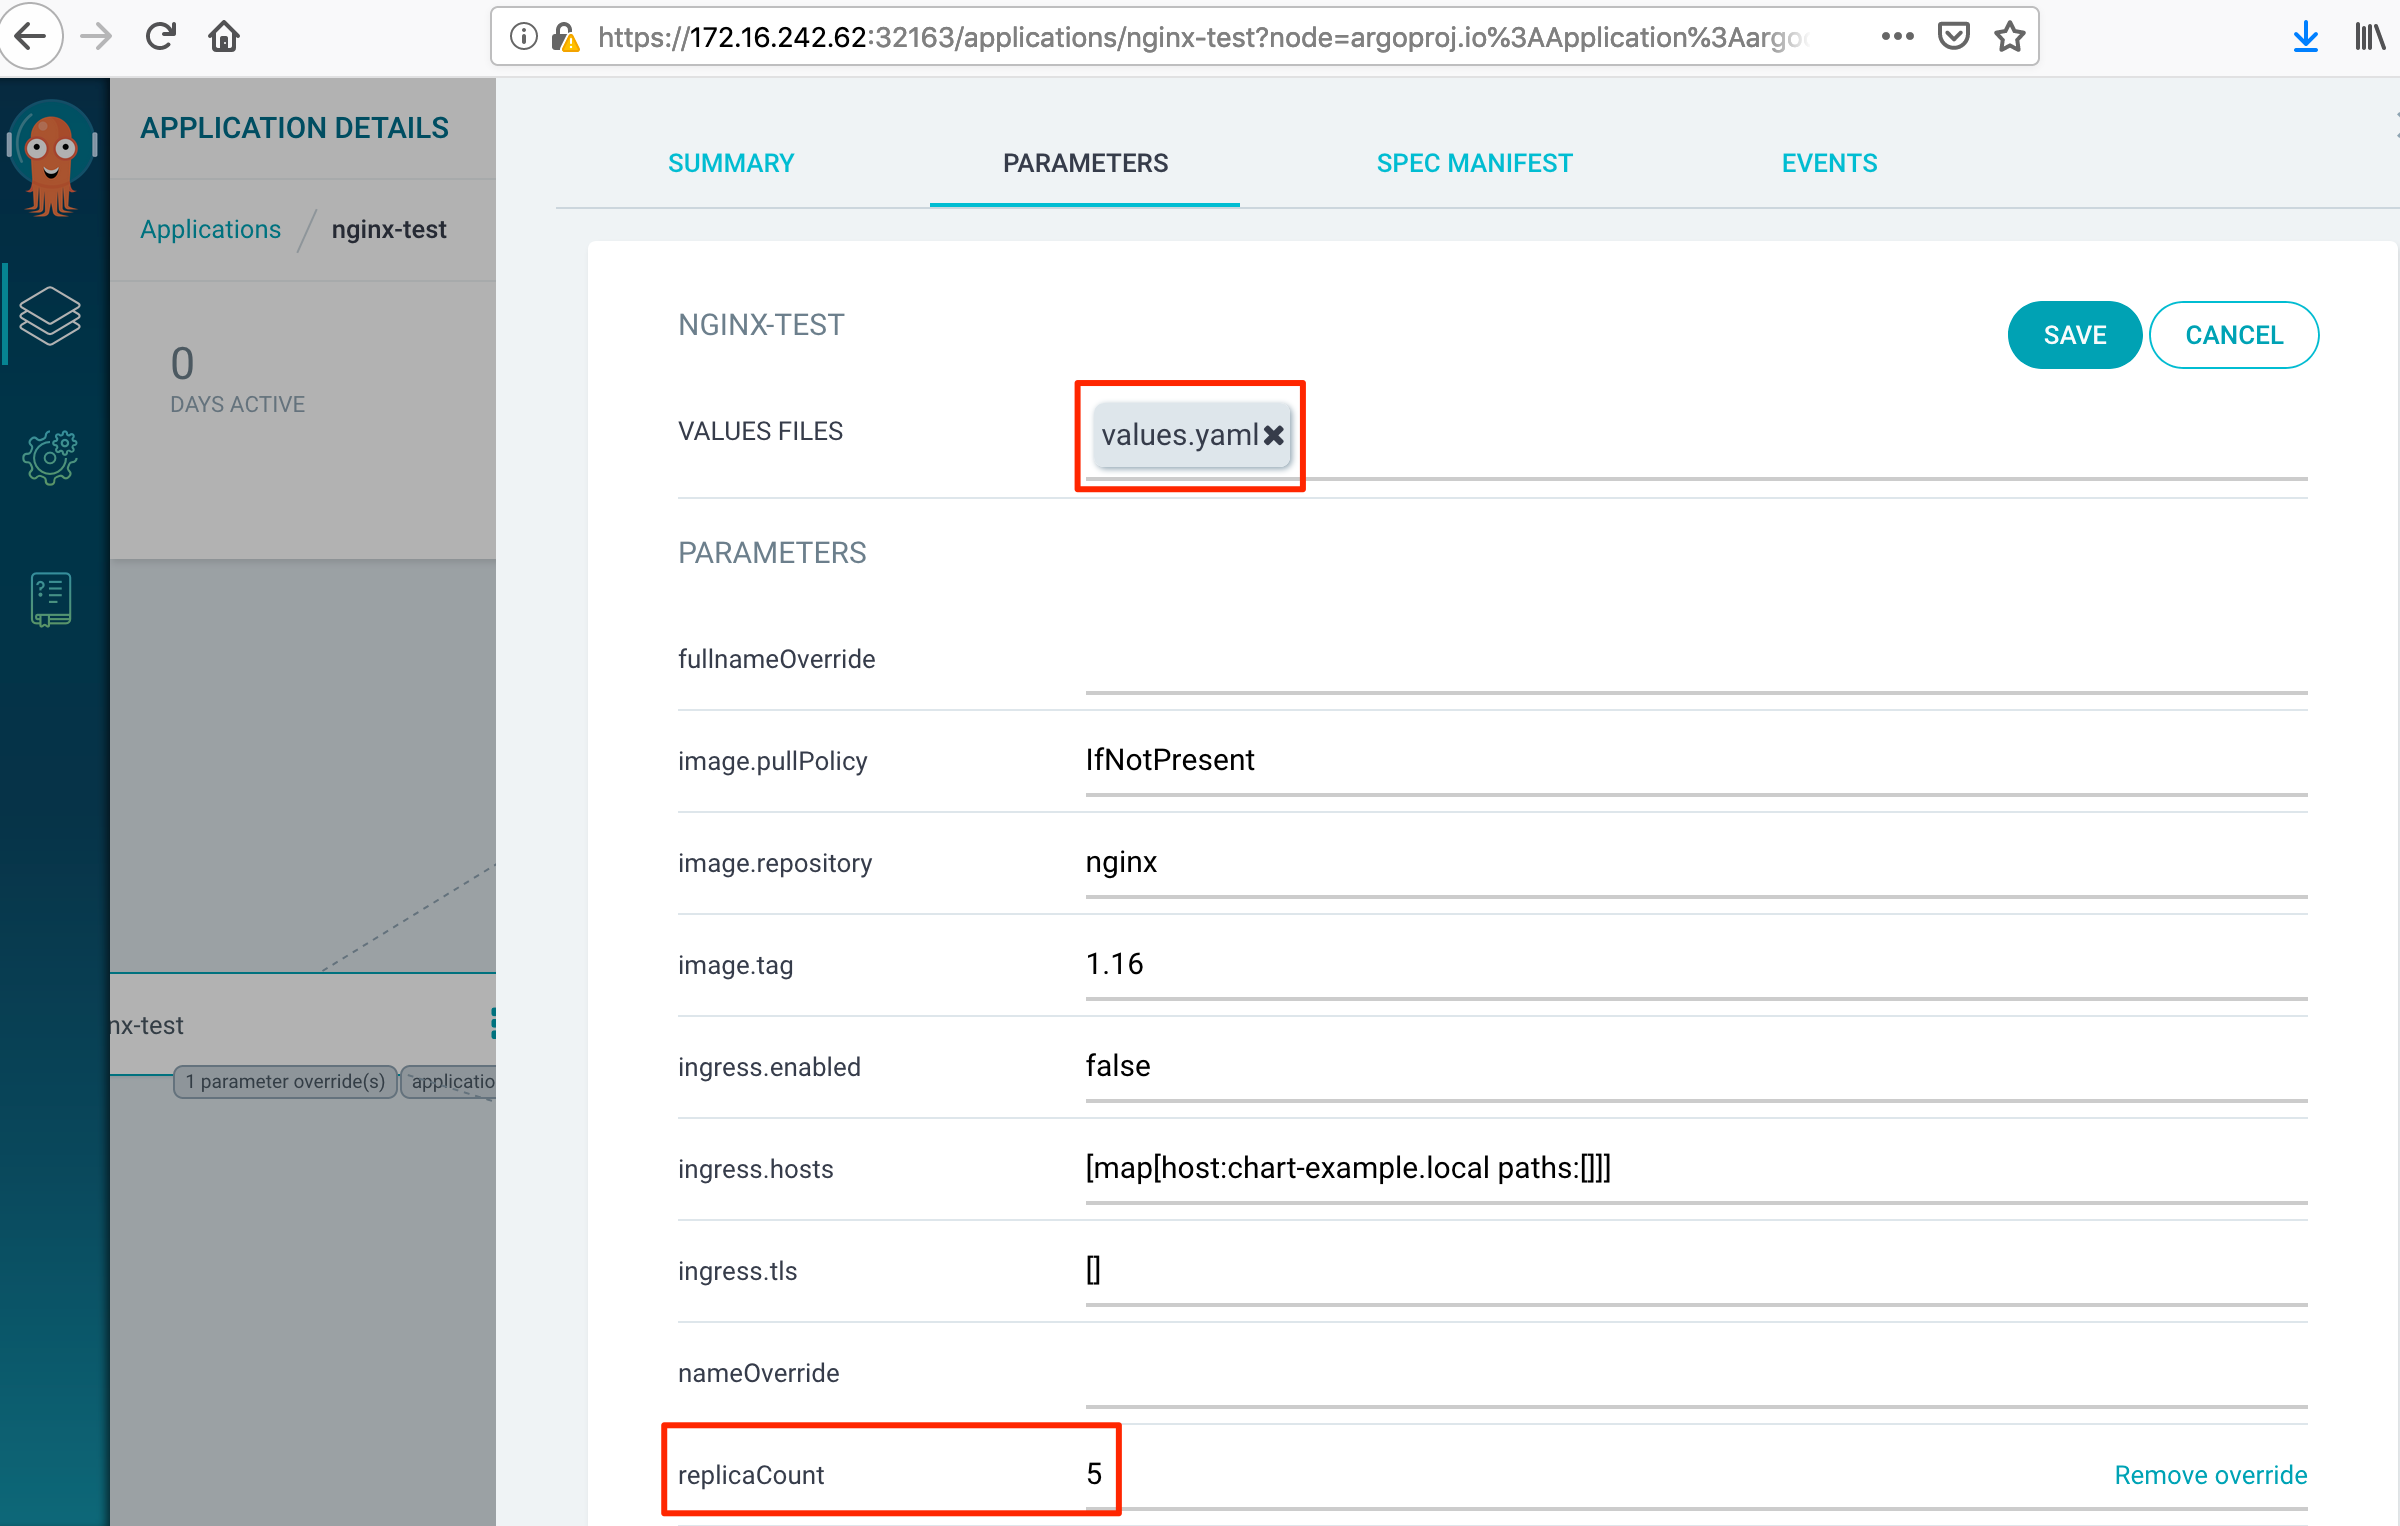 https://172.16.242.62:32163/applications/nginx-test?node=argoproj.io%3AApplication%3Aargo
APPLICATION DETAILS
Applications / nginx-test
0
DAYS ACTIVE
nx-test
1 parameter override(s) applicatio
SUMMARY PARAMETERS SPEC MANIFEST EVENTS
NGINX-TEST
SAVE CANCEL
VALUES FILES values.yaml
PARAMETERS
fullnameOverride
image.pullPolicy IfNotPresent
image.repository nginx
image.tag 1.16
ingress.enabled false
ingress.hosts [map[host:chart-example.local paths:[]]]
ingress.tls []
nameOverride
replicaCount 5 Remove override